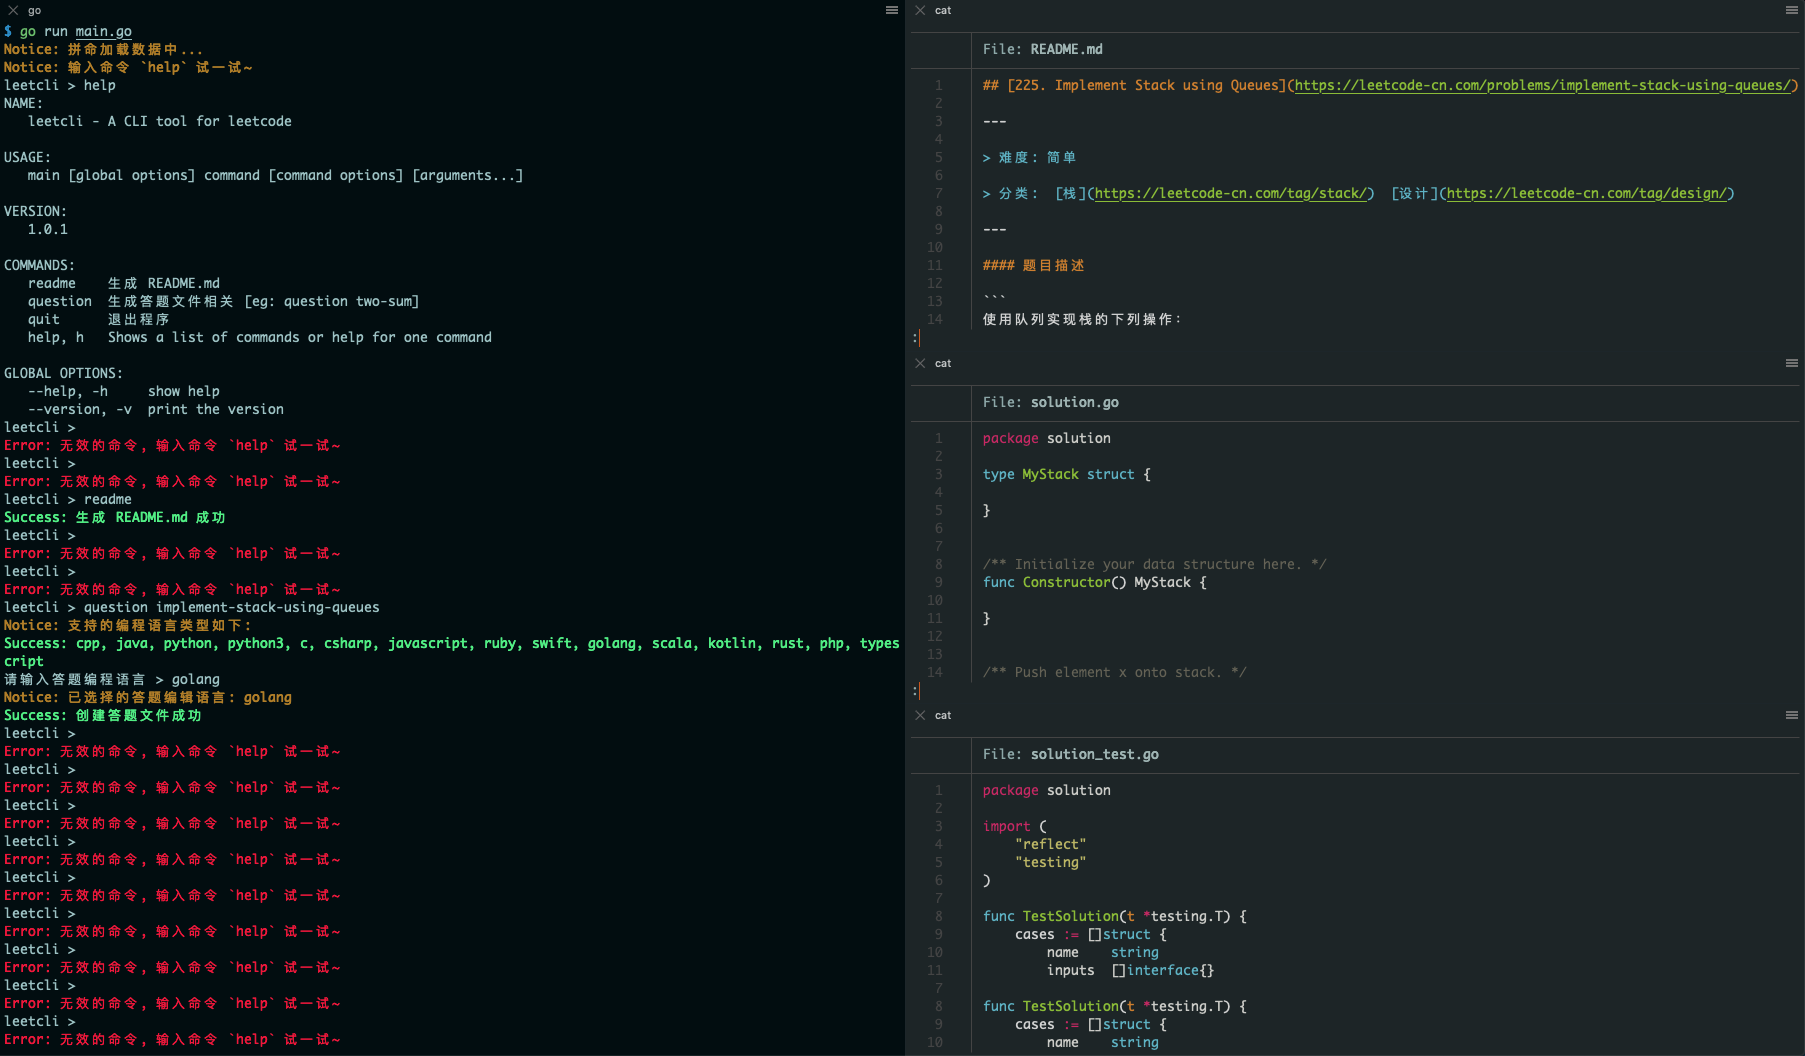 go
$ go run main.go
Notice: 拼命加载数据中...
Notice: 输入命令 `help` 试一试~
leetcli > help
NAME:
   leetcli - A CLI tool for leetcode
USAGE:
   main [global options] command [command options] [arguments...]
VERSION:
   1.0.1
COMMANDS:
   readme    生成 README.md
   question  生成答题文件相关 [eg: question two-sum]
   quit      退出程序
   help, h   Shows a list of commands or help for one command
GLOBAL OPTIONS:
   --help, -h     show help
   --version, -v  print the version
leetcli >
Error: 无效的命令, 输入命令 `help` 试一试~
leetcli >
Error: 无效的命令, 输入命令 `help` 试一试~
leetcli > readme
Success: 生成 README.md 成功
leetcli >
Error: 无效的命令, 输入命令 `help` 试一试~
leetcli >
Error: 无效的命令, 输入命令 `help` 试一试~
leetcli > question implement-stack-using-queues
Notice: 支持的编程语言类型如下:
Success: cpp, java, python, python3, c, csharp, javascript, ruby, swift, golang, scala, kotlin, rust, php, types
cript
请输入答题编程语言 > golang
Notice: 已选择的答题编辑语言: golang
Success: 创建答题文件成功
leetcli >
Error: 无效的命令, 输入命令 `help` 试一试~
leetcli >
Error: 无效的命令, 输入命令 `help` 试一试~
leetcli >
Error: 无效的命令, 输入命令 `help` 试一试~
leetcli >
Error: 无效的命令, 输入命令 `help` 试一试~
leetcli >
Error: 无效的命令, 输入命令 `help` 试一试~
leetcli >
Error: 无效的命令, 输入命令 `help` 试一试~
leetcli >
Error: 无效的命令, 输入命令 `help` 试一试~
leetcli >
Error: 无效的命令, 输入命令 `help` 试一试~
leetcli >
Error: 无效的命令, 输入命令 `help` 试一试~
cat
File: README.md
1 ## [225. Implement Stack using Queues](https://leetcode-cn.com/problems/implement-stack-using-queues/)
2
3 ---
4
5 > 难度: 简单
6
7 > 分类: [栈](https://leetcode-cn.com/tag/stack/) [设计](https://leetcode-cn.com/tag/design/)
8
9 ---
10
11 #### 题目描述
12
13 ```
14 使用队列实现栈的下列操作:
:
cat
File: solution.go
1 package solution
2
3 type MyStack struct {
4
5 }
6
7
8 /** Initialize your data structure here. */
9 func Constructor() MyStack {
10
11 }
12
13
14 /** Push element x onto stack. */
:
cat
File: solution_test.go
1 package solution
2
3 import (
4     "reflect"
5     "testing"
6 )
7
8 func TestSolution(t *testing.T) {
9     cases := []struct {
10         name    string
11         inputs  []interface{}
7
8 func TestSolution(t *testing.T) {
9     cases := []struct {
10         name    string